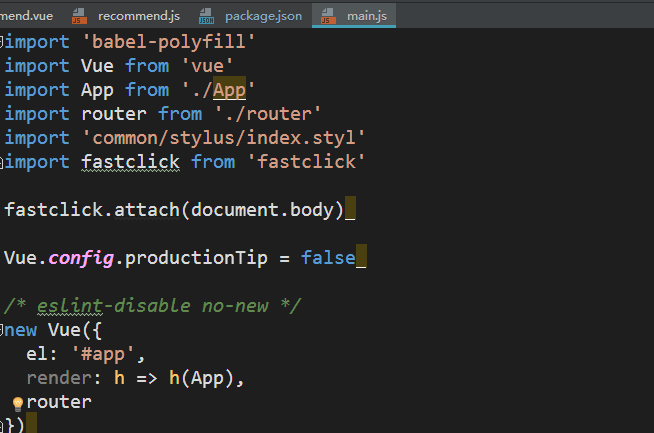 mend.vue recommend.js package.json main.js
import 'babel-polyfill'
import Vue from 'vue'
import App from './App'
import router from './router'
import 'common/stylus/index.styl'
import fastclick from 'fastclick'
fastclick.attach(document.body)
Vue.config.productionTip = false
/* eslint-disable no-new */
new Vue({
el: '#app',
render: h => h(App),
router
})